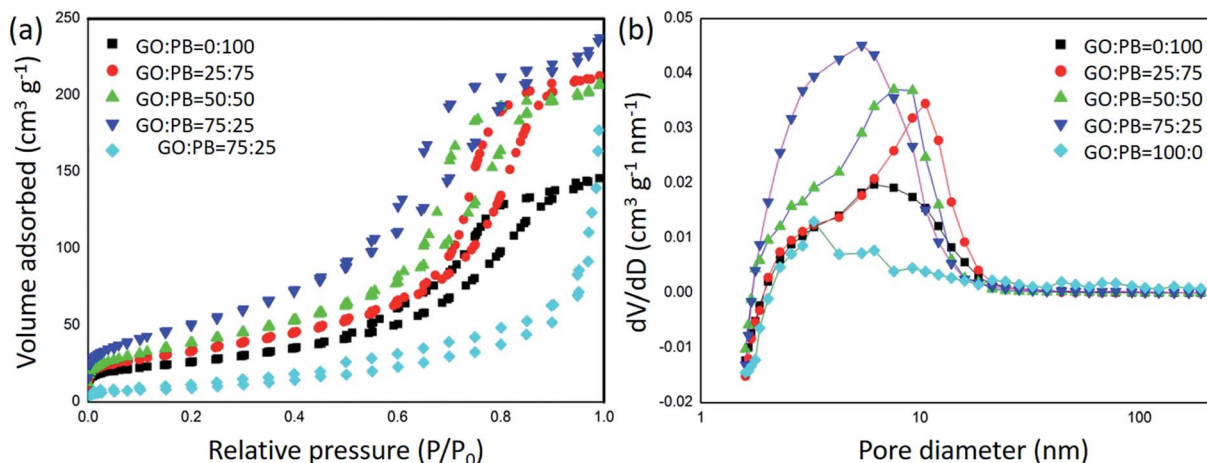 (a)
GO:PB=0:100
GO:PB=25:75
GO:PB=50:50
GO:PB=75:25
GO:PB=75:25
Volume adsorbed (cm³ g⁻¹)
250
200
150
100
50
0
0.0
0.2
0.4
0.6
0.8
1.0
Relative pressure (P/P₀)
(b)
GO:PB=0:100
GO:PB=25:75
GO:PB=50:50
GO:PB=75:25
GO:PB=100:0
dV/dD (cm³ g⁻¹ nm⁻¹)
0.05
0.04
0.03
0.02
0.01
0.00
-0.01
-0.02
1
10
100
Pore diameter (nm)